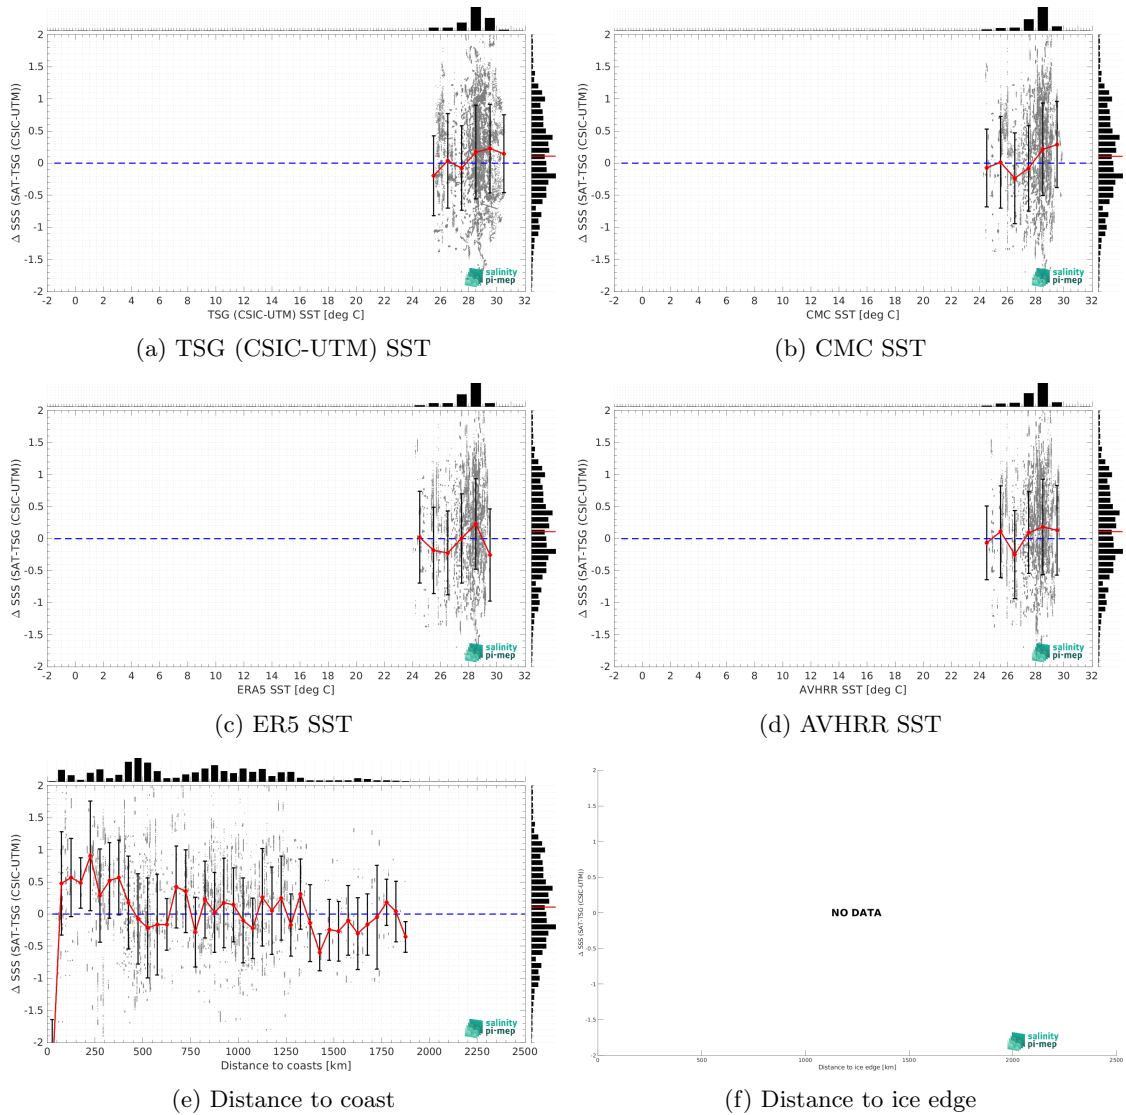 2
1.5
1
0.5
0
-0.5
-1
-1.5
-2
Δ SSS (SAT-TSG (CSIC-UTM))
-2 0 2 4 6 8 10 12 14 16 18 20 22 24 26 28 30 32
TSG (CSIC-UTM) SST [deg C]
salinity
pi-mep
(a) TSG (CSIC-UTM) SST
2
1.5
1
0.5
0
-0.5
-1
-1.5
-2
Δ SSS (SAT-TSG (CSIC-UTM))
-2 0 2 4 6 8 10 12 14 16 18 20 22 24 26 28 30 32
CMC SST [deg C]
salinity
pi-mep
(b) CMC SST
2
1.5
1
0.5
0
-0.5
-1
-1.5
-2
Δ SSS (SAT-TSG (CSIC-UTM))
-2 0 2 4 6 8 10 12 14 16 18 20 22 24 26 28 30 32
ERA5 SST [deg C]
salinity
pi-mep
(c) ER5 SST
2
1.5
1
0.5
0
-0.5
-1
-1.5
-2
Δ SSS (SAT-TSG (CSIC-UTM))
-2 0 2 4 6 8 10 12 14 16 18 20 22 24 26 28 30 32
AVHRR SST [deg C]
salinity
pi-mep
(d) AVHRR SST
2
1.5
1
0.5
0
-0.5
-1
-1.5
-2
Δ SSS (SAT-TSG (CSIC-UTM))
0 250 500 750 1000 1250 1500 1750 2000 2250 2500
Distance to coasts [km]
salinity
pi-mep
(e) Distance to coast
2
1.5
1
0.5
0
-0.5
-1
-1.5
-2
Δ SSS (SAT-TSG (CSIC-UTM))
NO DATA
0 500 1000 1500 2000 2500
Distance to ice edge [km]
salinity
pi-mep
(f) Distance to ice edge